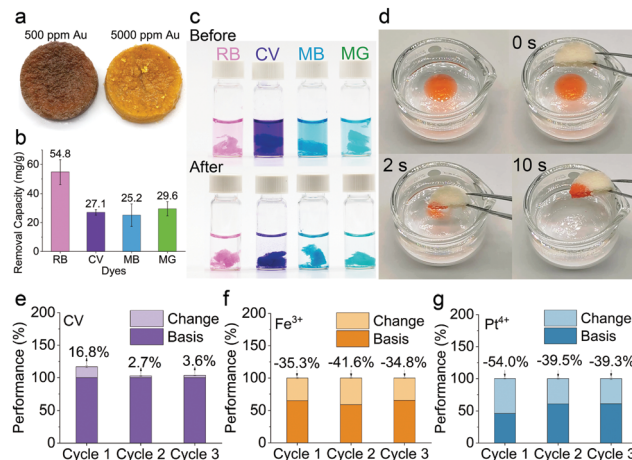 a
500 ppm Au 5000 ppm Au
b
Removal Capacity (mg/g)
60
40
20
0
54.8
27.1
25.2
29.6
RB CV MB MG
Dyes
c
Before
RB CV MB MG
After
d
0 s
2 s
10 s
e
CV
Change
Basis
Performance (%)
200
150
100
50
0
16.8%
2.7%
3.6%
Cycle 1 Cycle 2 Cycle 3
f
Fe³⁺
Change
Basis
Performance (%)
200
150
100
50
0
-35.3%
-41.6%
-34.8%
Cycle 1 Cycle 2 Cycle 3
g
Pt⁴⁺
Change
Basis
Performance (%)
200
150
100
50
0
-54.0%
-39.5%
-39.3%
Cycle 1 Cycle 2 Cycle 3